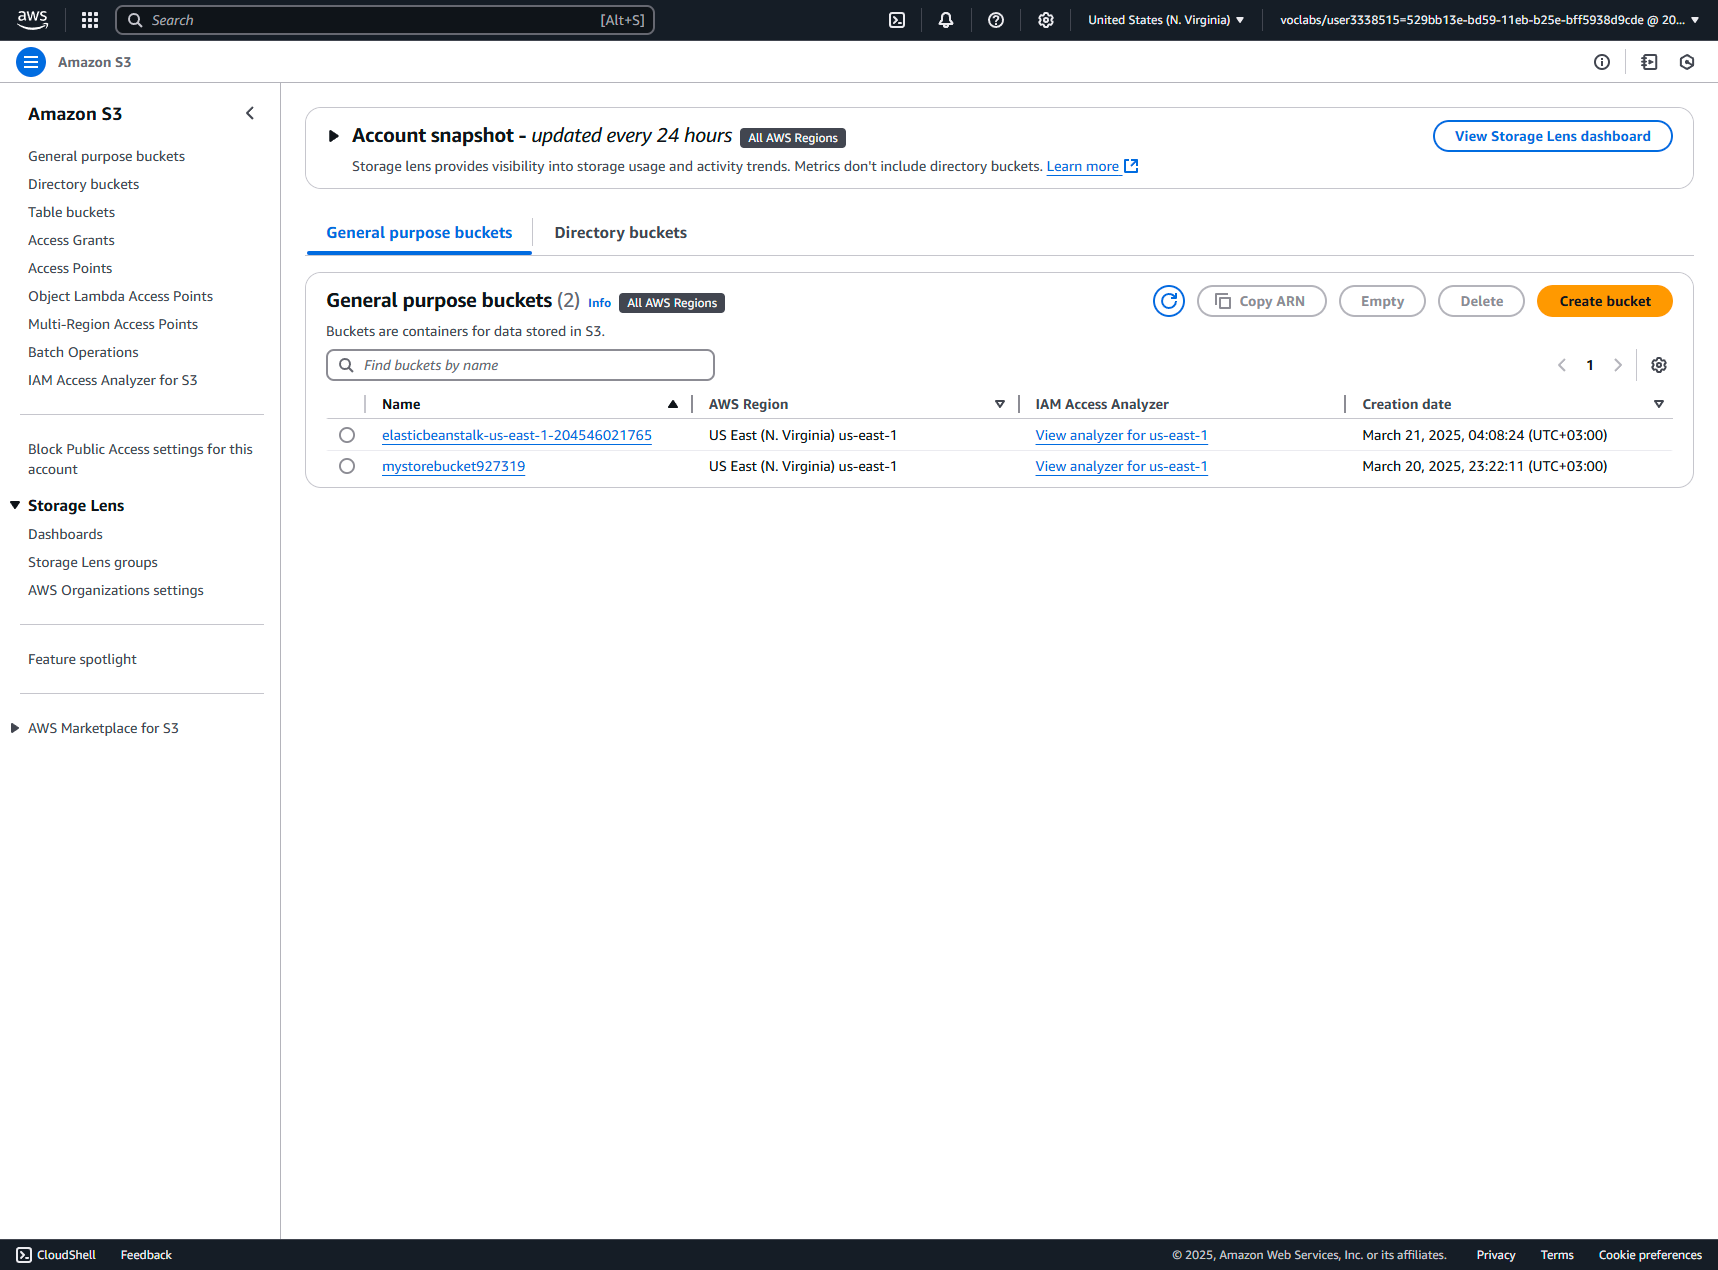 aws
Search
[Alt+S]
United States (N. Virginia)
voclabs/user3338515=529bb13e-bd59-11eb-b25e-bff5938d9cde @ 20...
Amazon S3
Amazon S3
General purpose buckets
Directory buckets
Table buckets
Access Grants
Access Points
Object Lambda Access Points
Multi-Region Access Points
Batch Operations
IAM Access Analyzer for S3
Block Public Access settings for this
account
Storage Lens
Dashboards
Storage Lens groups
AWS Organizations settings
Feature spotlight
AWS Marketplace for S3
Account snapshot - updated every 24 hours All AWS Regions
View Storage Lens dashboard
Storage lens provides visibility into storage usage and activity trends. Metrics don't include directory buckets. Learn more
General purpose buckets
Directory buckets
General purpose buckets (2) Info All AWS Regions
Copy ARN
Empty
Delete
Create bucket
Buckets are containers for data stored in S3.
Find buckets by name
1
Name
AWS Region
IAM Access Analyzer
Creation date
elasticbeanstalk-us-east-1-204546021765
US East (N. Virginia) us-east-1
View analyzer for us-east-1
March 21, 2025, 04:08:24 (UTC+03:00)
mystorebucket927319
US East (N. Virginia) us-east-1
View analyzer for us-east-1
March 20, 2025, 23:22:11 (UTC+03:00)
CloudShell
Feedback
© 2025, Amazon Web Services, Inc. or its affiliates.
Privacy
Terms
Cookie preferences